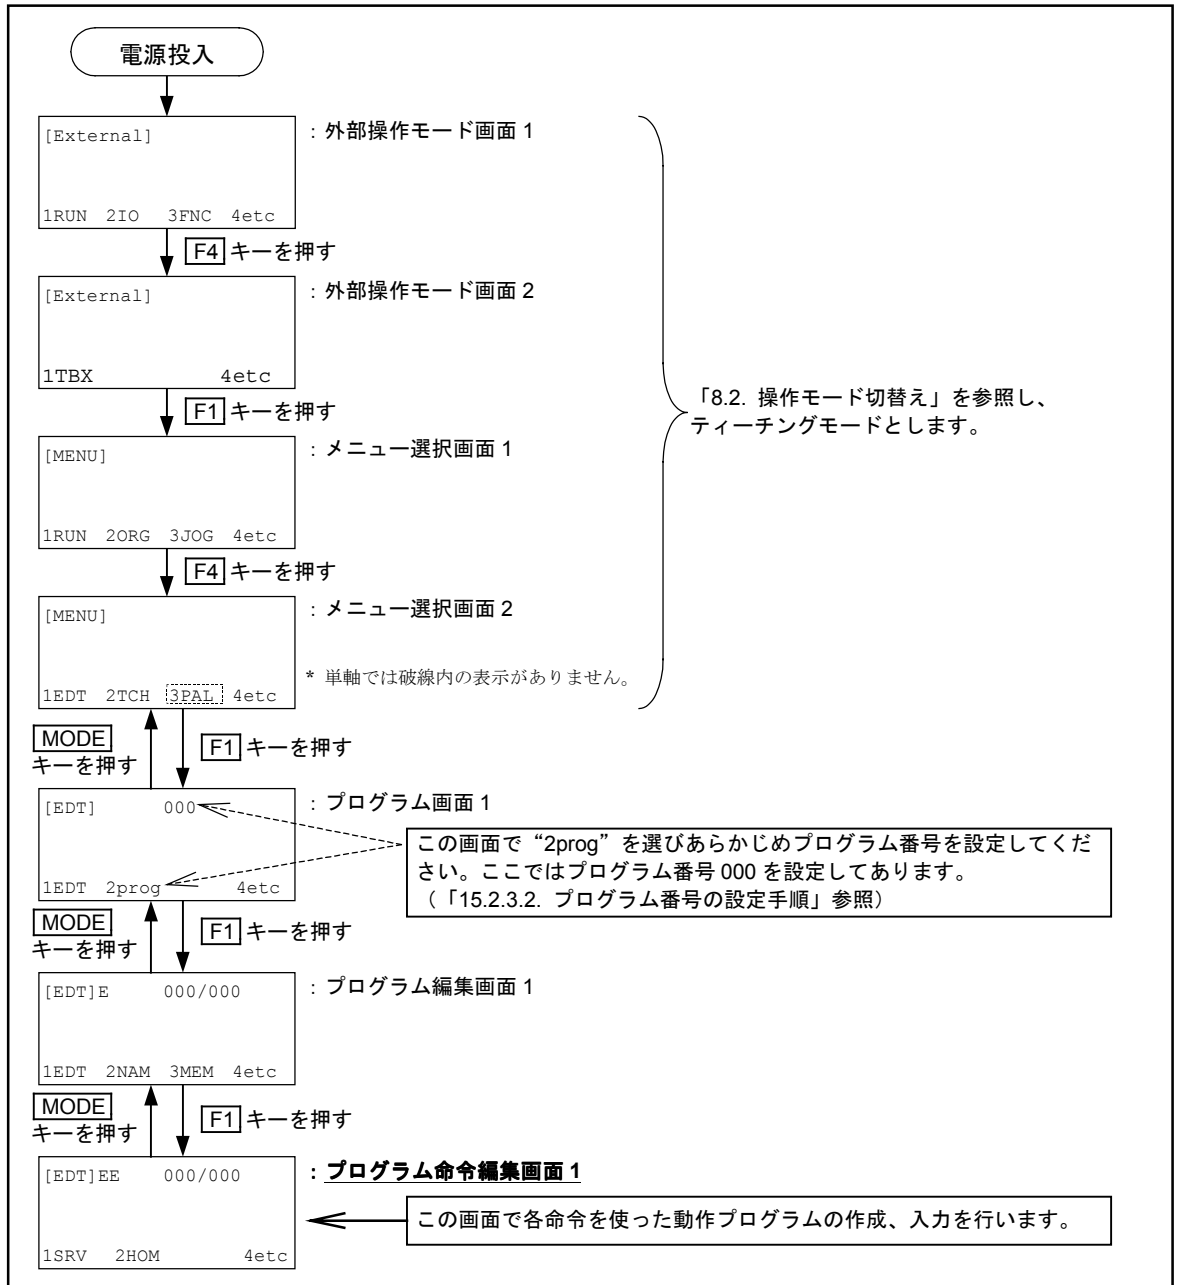 電源投入
[External]
:外部操作モード画面 1
1RUN 2IO 3FNC 4etc
F4 キーを押す
[External]
:外部操作モード画面 2
1TBX 4etc
F1 キーを押す
「8.2. 操作モード切替え」を参照し、
ティーチングモードとします。
[MENU]
:メニュー選択画面 1
1RUN 2ORG 3JOG 4etc
F4 キーを押す
[MENU]
:メニュー選択画面 2
* 単軸では破線内の表示がありません。
1EDT 2TCH 3PAL 4etc
MODE
キーを押す
F1 キーを押す
[EDT] 000
:プログラム画面 1
この画面で“2prog”を選びあらかじめプログラム番号を設定してくだ
さい。ここではプログラム番号 000 を設定してあります。
(「15.2.3.2. プログラム番号の設定手順」参照)
1EDT 2prog 4etc
MODE
キーを押す
F1 キーを押す
[EDT]E 000/000
:プログラム編集画面 1
1EDT 2NAM 3MEM 4etc
MODE
キーを押す
F1 キーを押す
[EDT]EE 000/000
:プログラム命令編集画面 1
この画面で各命令を使った動作プログラムの作成、入力を行います。
1SRV 2HOM 4etc